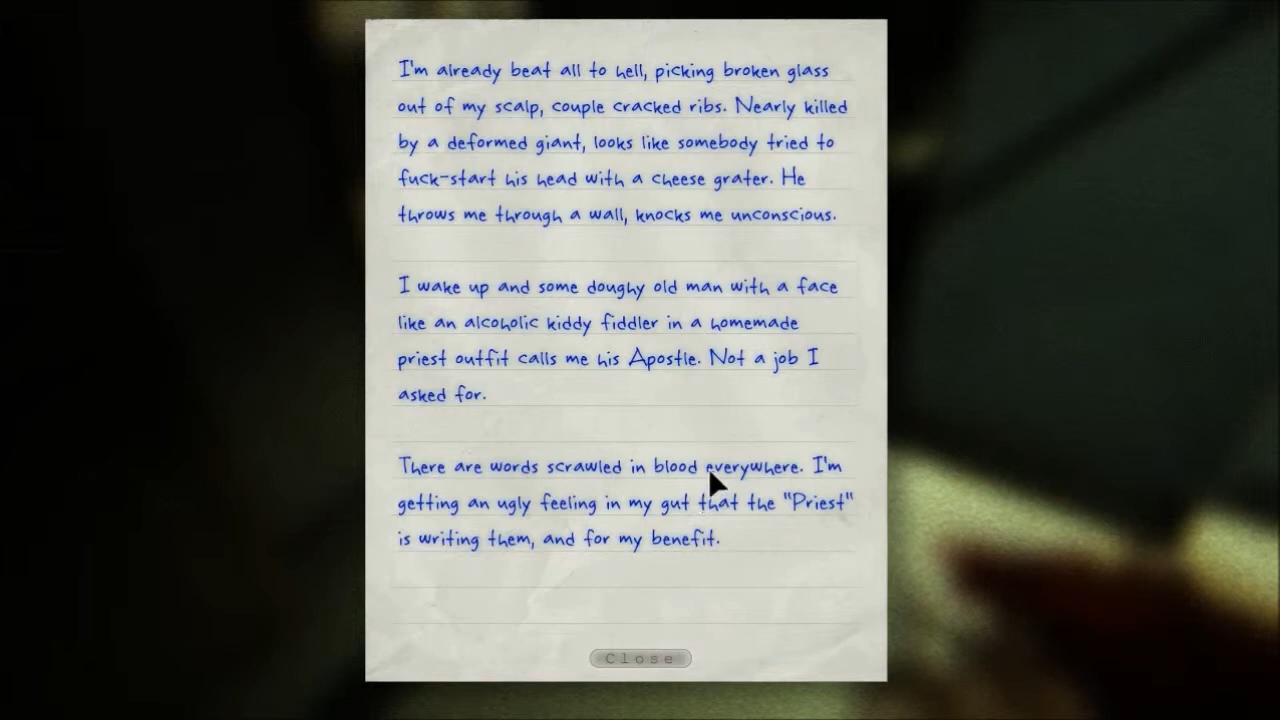 I'm already beat all to hell, picking broken glass
out of my scalp, couple cracked ribs. Nearly killed
by a deformed giant, looks like somebody tried to
fuck-start his head with a cheese grater. He
throws me through a wall, knocks me unconscious.
I wake up and some doughy old man with a face
like an alcoholic kiddy fiddler in a homemade
priest outfit calls me his Apostle. Not a job I
asked for.
There are words scrawled in blood everywhere. I'm
getting an ugly feeling in my gut that the "Priest"
is writing them, and for my benefit.
Close